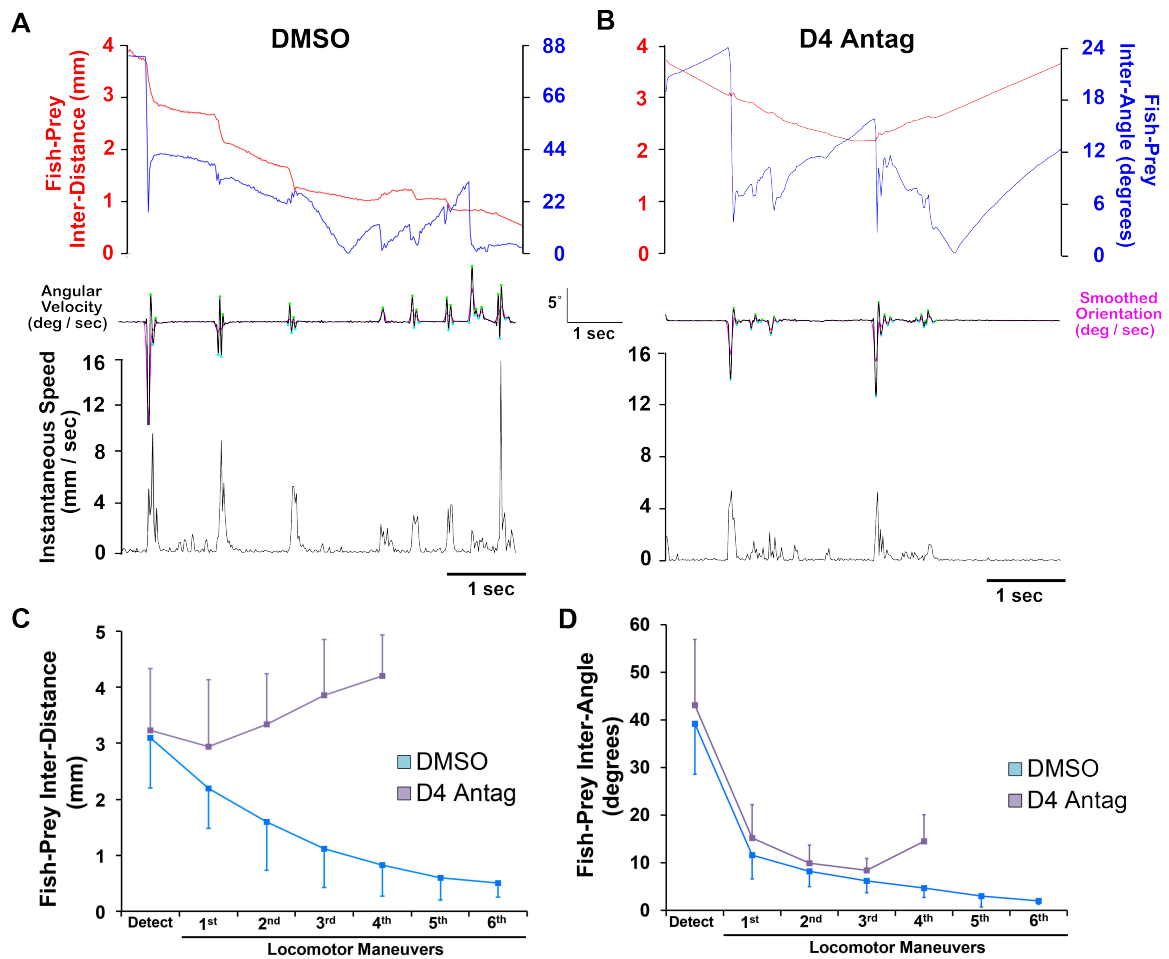 A
DMSO
B
D4 Antag
Fish-Prey
Inter-Distance (mm)
4
3
2
1
0
88
66
44
22
0
4
3
2
1
0
24
18
12
6
0
Fish-Prey
Inter-Angle (degrees)
Angular
Velocity
(deg / sec)
5°
1 sec
Smoothed
Orientation
(deg / sec)
Instantaneous Speed
(mm / sec)
16
12
8
4
0
1 sec
16
12
8
4
0
1 sec
C
Fish-Prey Inter-Distance
(mm)
5
4
3
2
1
0
DMSO
D4 Antag
Detect 1st 2nd 3rd 4th 5th 6th
Locomotor Maneuvers
D
Fish-Prey Inter-Angle
(degrees)
60
50
40
30
20
10
0
DMSO
D4 Antag
Detect 1st 2nd 3rd 4th 5th 6th
Locomotor Maneuvers